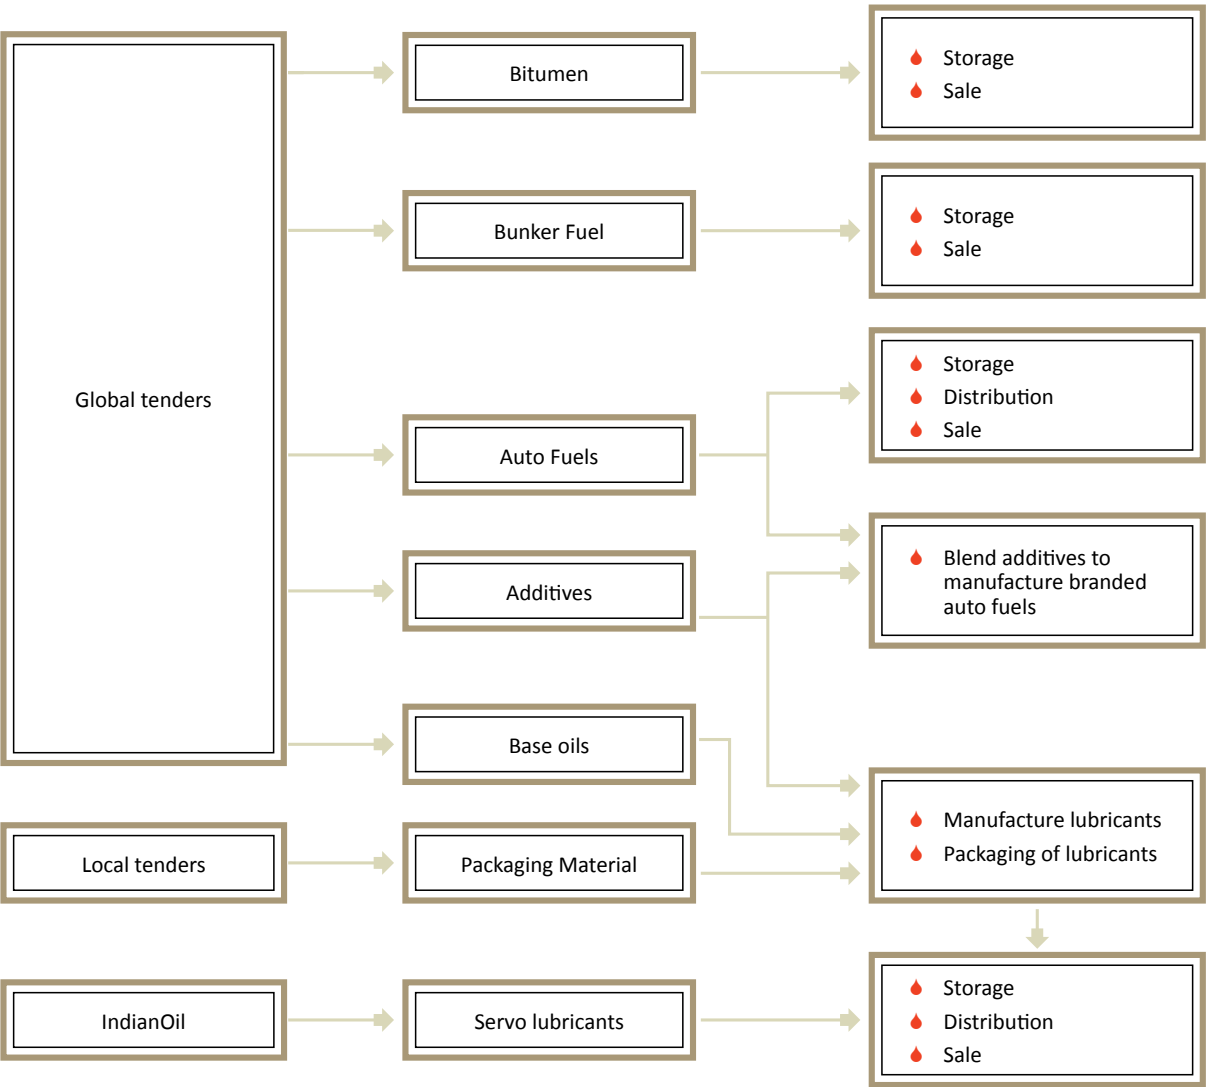 Global tenders
Bitumen
Storage
Sale
Bunker Fuel
Storage
Sale
Auto Fuels
Storage
Distribution
Sale
Additives
Blend additives to
manufacture branded
auto fuels
Base oils
Local tenders
Packaging Material
Manufacture lubricants
Packaging of lubricants
IndianOil
Servo lubricants
Storage
Distribution
Sale